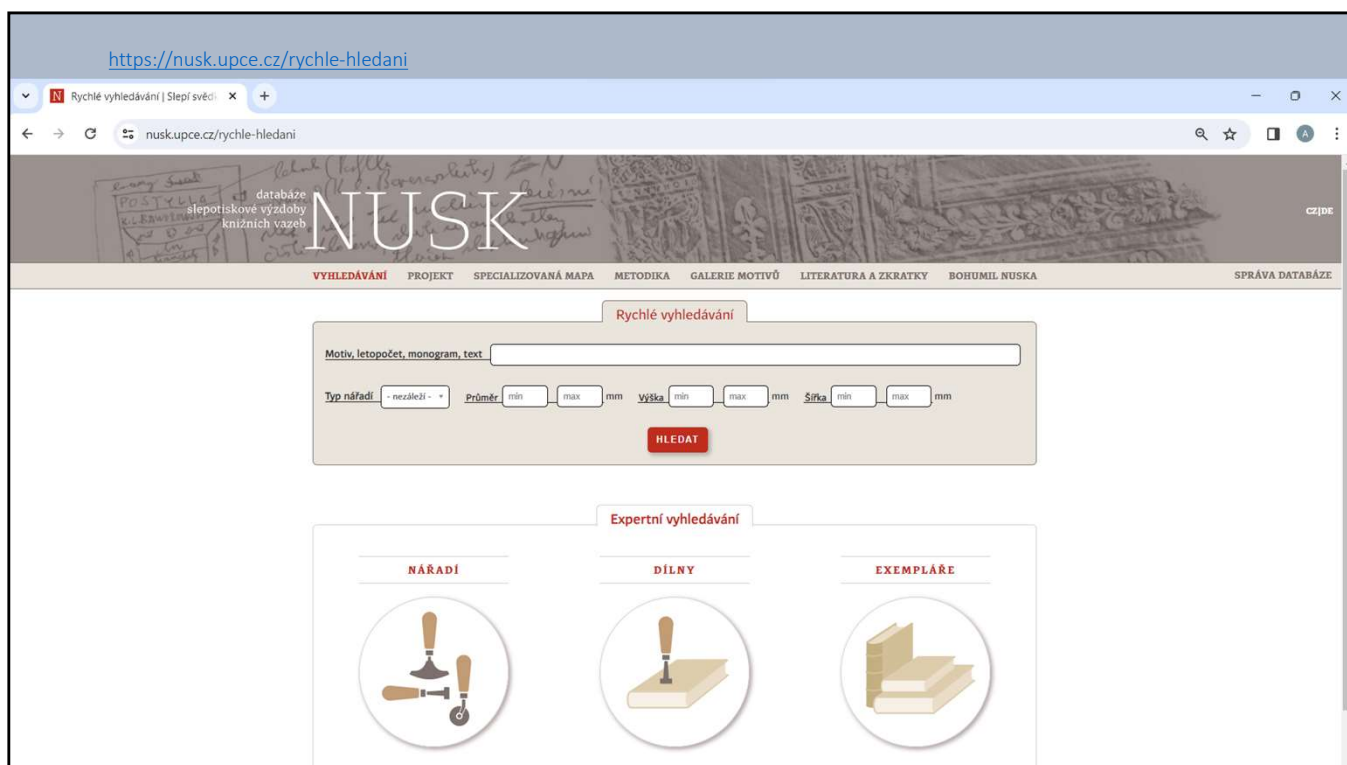 https://nusk.upce.cz/rychle-hledani
Rychlé vyhledávání | Slepí svěd
nusk.upce.cz/rychle-hledani
A
databáze
slepotiskové výzdoby
knižních vazeb
NUSK
POSTYLLA
CZ|DE
VYHLEDÁVÁNÍ PROJEKT SPECIALIZOVANÁ MAPA METODIKA GALERIE MOTIVŮ LITERATURA A ZKRATKY BOHUMIL NUSKA SPRÁVA DATABÁZE
Rychlé vyhledávání
Motiv, letopočet, monogram, text
Typ nářadí - nezáleží - Průměr min max mm Výška min max mm Šířka min max mm
HLEDAT
Expertní vyhledávání
NÁŘADÍ DÍLNY EXEMPLÁŘE